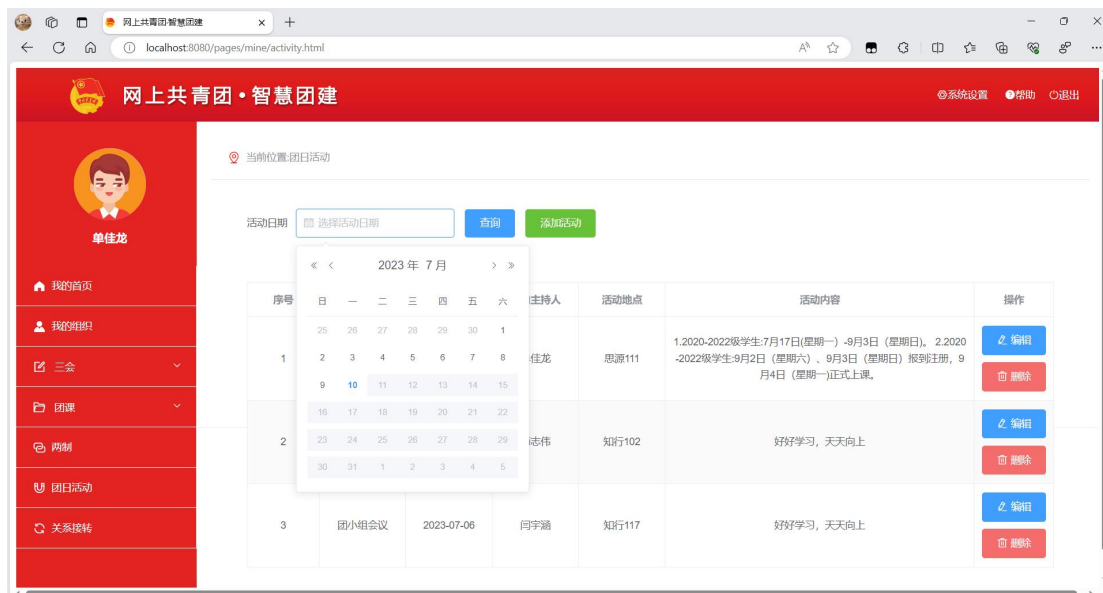 网上共青团·智慧团建
localhost:8080/pages/mine/activity.html
网上共青团·智慧团建
系统设置 帮助 退出
单佳龙
我的首页
我的组织
三会
团课
两制
团日活动
关系接转
当前位置:团日活动
活动日期 选择活动日期 查询 添加活动
2023 年 7 月
日 一 二 三 四 五 六
25 26 27 28 29 30 1
2 3 4 5 6 7 8
9 10 11 12 13 14 15
16 17 18 19 20 21 22
23 24 25 26 27 28 29
30 31 1 2 3 4 5
序号 主持人 活动地点 活动内容 操作
1 佳龙 思源111 1.2020-2022级学生:7月17日(星期一）-9月3日（星期日)。 2.2020
-2022级学生:9月2日（星期六）、9月3日（星期日）报到注册，9
月4日（星期一)正式上课。
编辑
删除
2 志伟 知行102 好好学习，天天向上
编辑
删除
3 团小组会议 2023-07-06 闫宇涵 知行117 好好学习，天天向上
编辑
删除